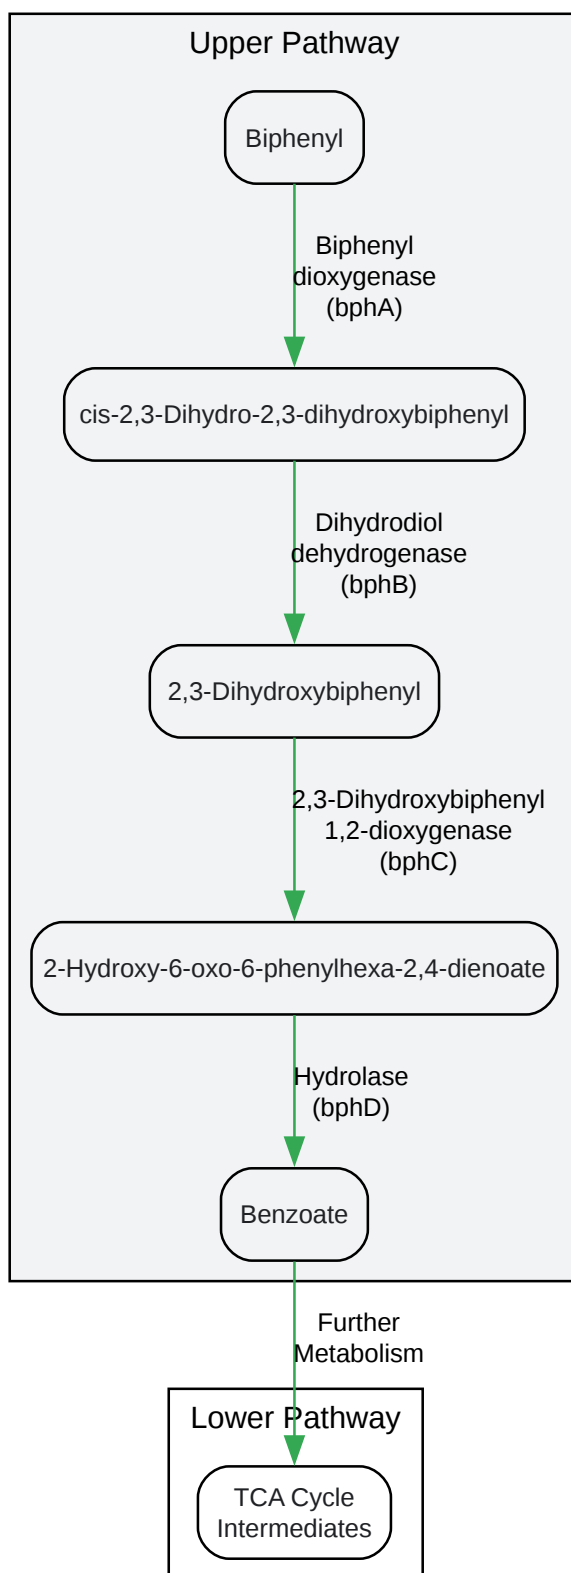 Upper Pathway
Biphenyl
Biphenyl
dioxygenase
(bphA)
cis-2,3-Dihydro-2,3-dihydroxybiphenyl
Dihydrodiol
dehydrogenase
(bphB)
2,3-Dihydroxybiphenyl
2,3-Dihydroxybiphenyl
1,2-dioxygenase
(bphC)
2-Hydroxy-6-oxo-6-phenylhexa-2,4-dienoate
Hydrolase
(bphD)
Benzoate
Further
Metabolism
Lower Pathway
TCA Cycle
Intermediates